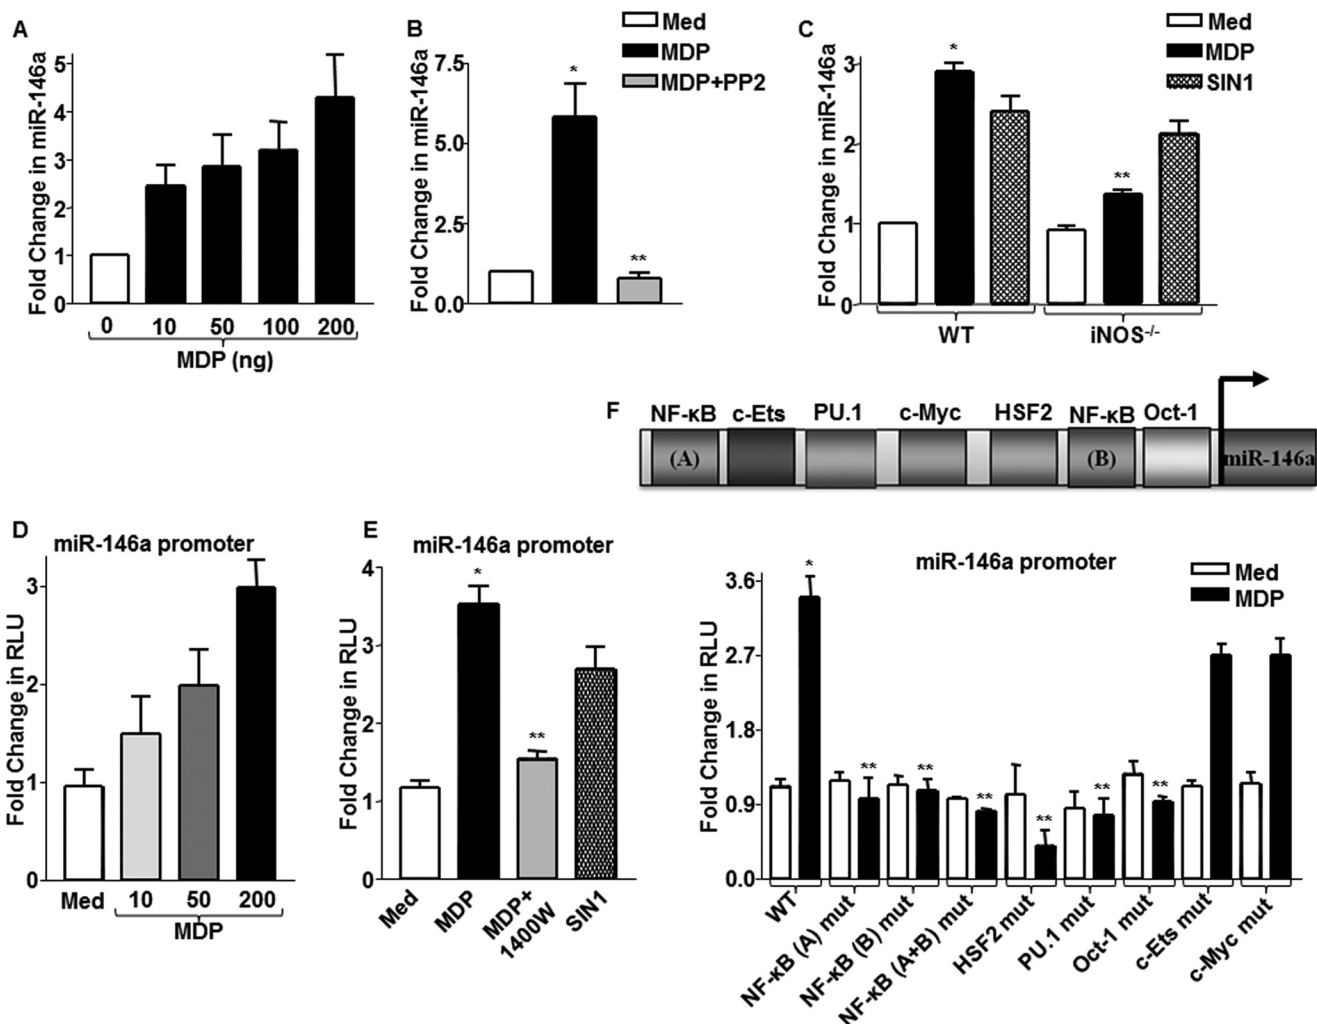 A
Fold Change in miR-146a
5
4
3
2
1
0
0 10 50 100 200
MDP (ng)
B
Med
MDP
MDP+PP2
Fold Change in miR-146a
7.5
5.0
2.5
0.0
*
**
C
Med
MDP
SIN1
Fold Change in miR-146a
3
2
1
0
*
**
WT iNOS-/-
F
NF-κB c-Ets PU.1 c-Myc HSF2 NF-κB Oct-1
(A) (B) miR-146a
D
miR-146a promoter
Fold Change in RLU
3
2
1
0
Med 10 50 200
MDP
E
miR-146a promoter
Fold Change in RLU
4
3
2
1
0
*
**
Med
MDP
MDP+
1400W
SIN1
miR-146a promoter
Med
MDP
Fold Change in RLU
3.6
2.7
1.8
0.9
0.0
*
** ** ** ** ** **
WT
NF-κB (A) mut
NF-κB (B) mut
NF-κB (A+B) mut
HSF2 mut
PU.1 mut
Oct-1 mut
c-Ets mut
c-Myc mut